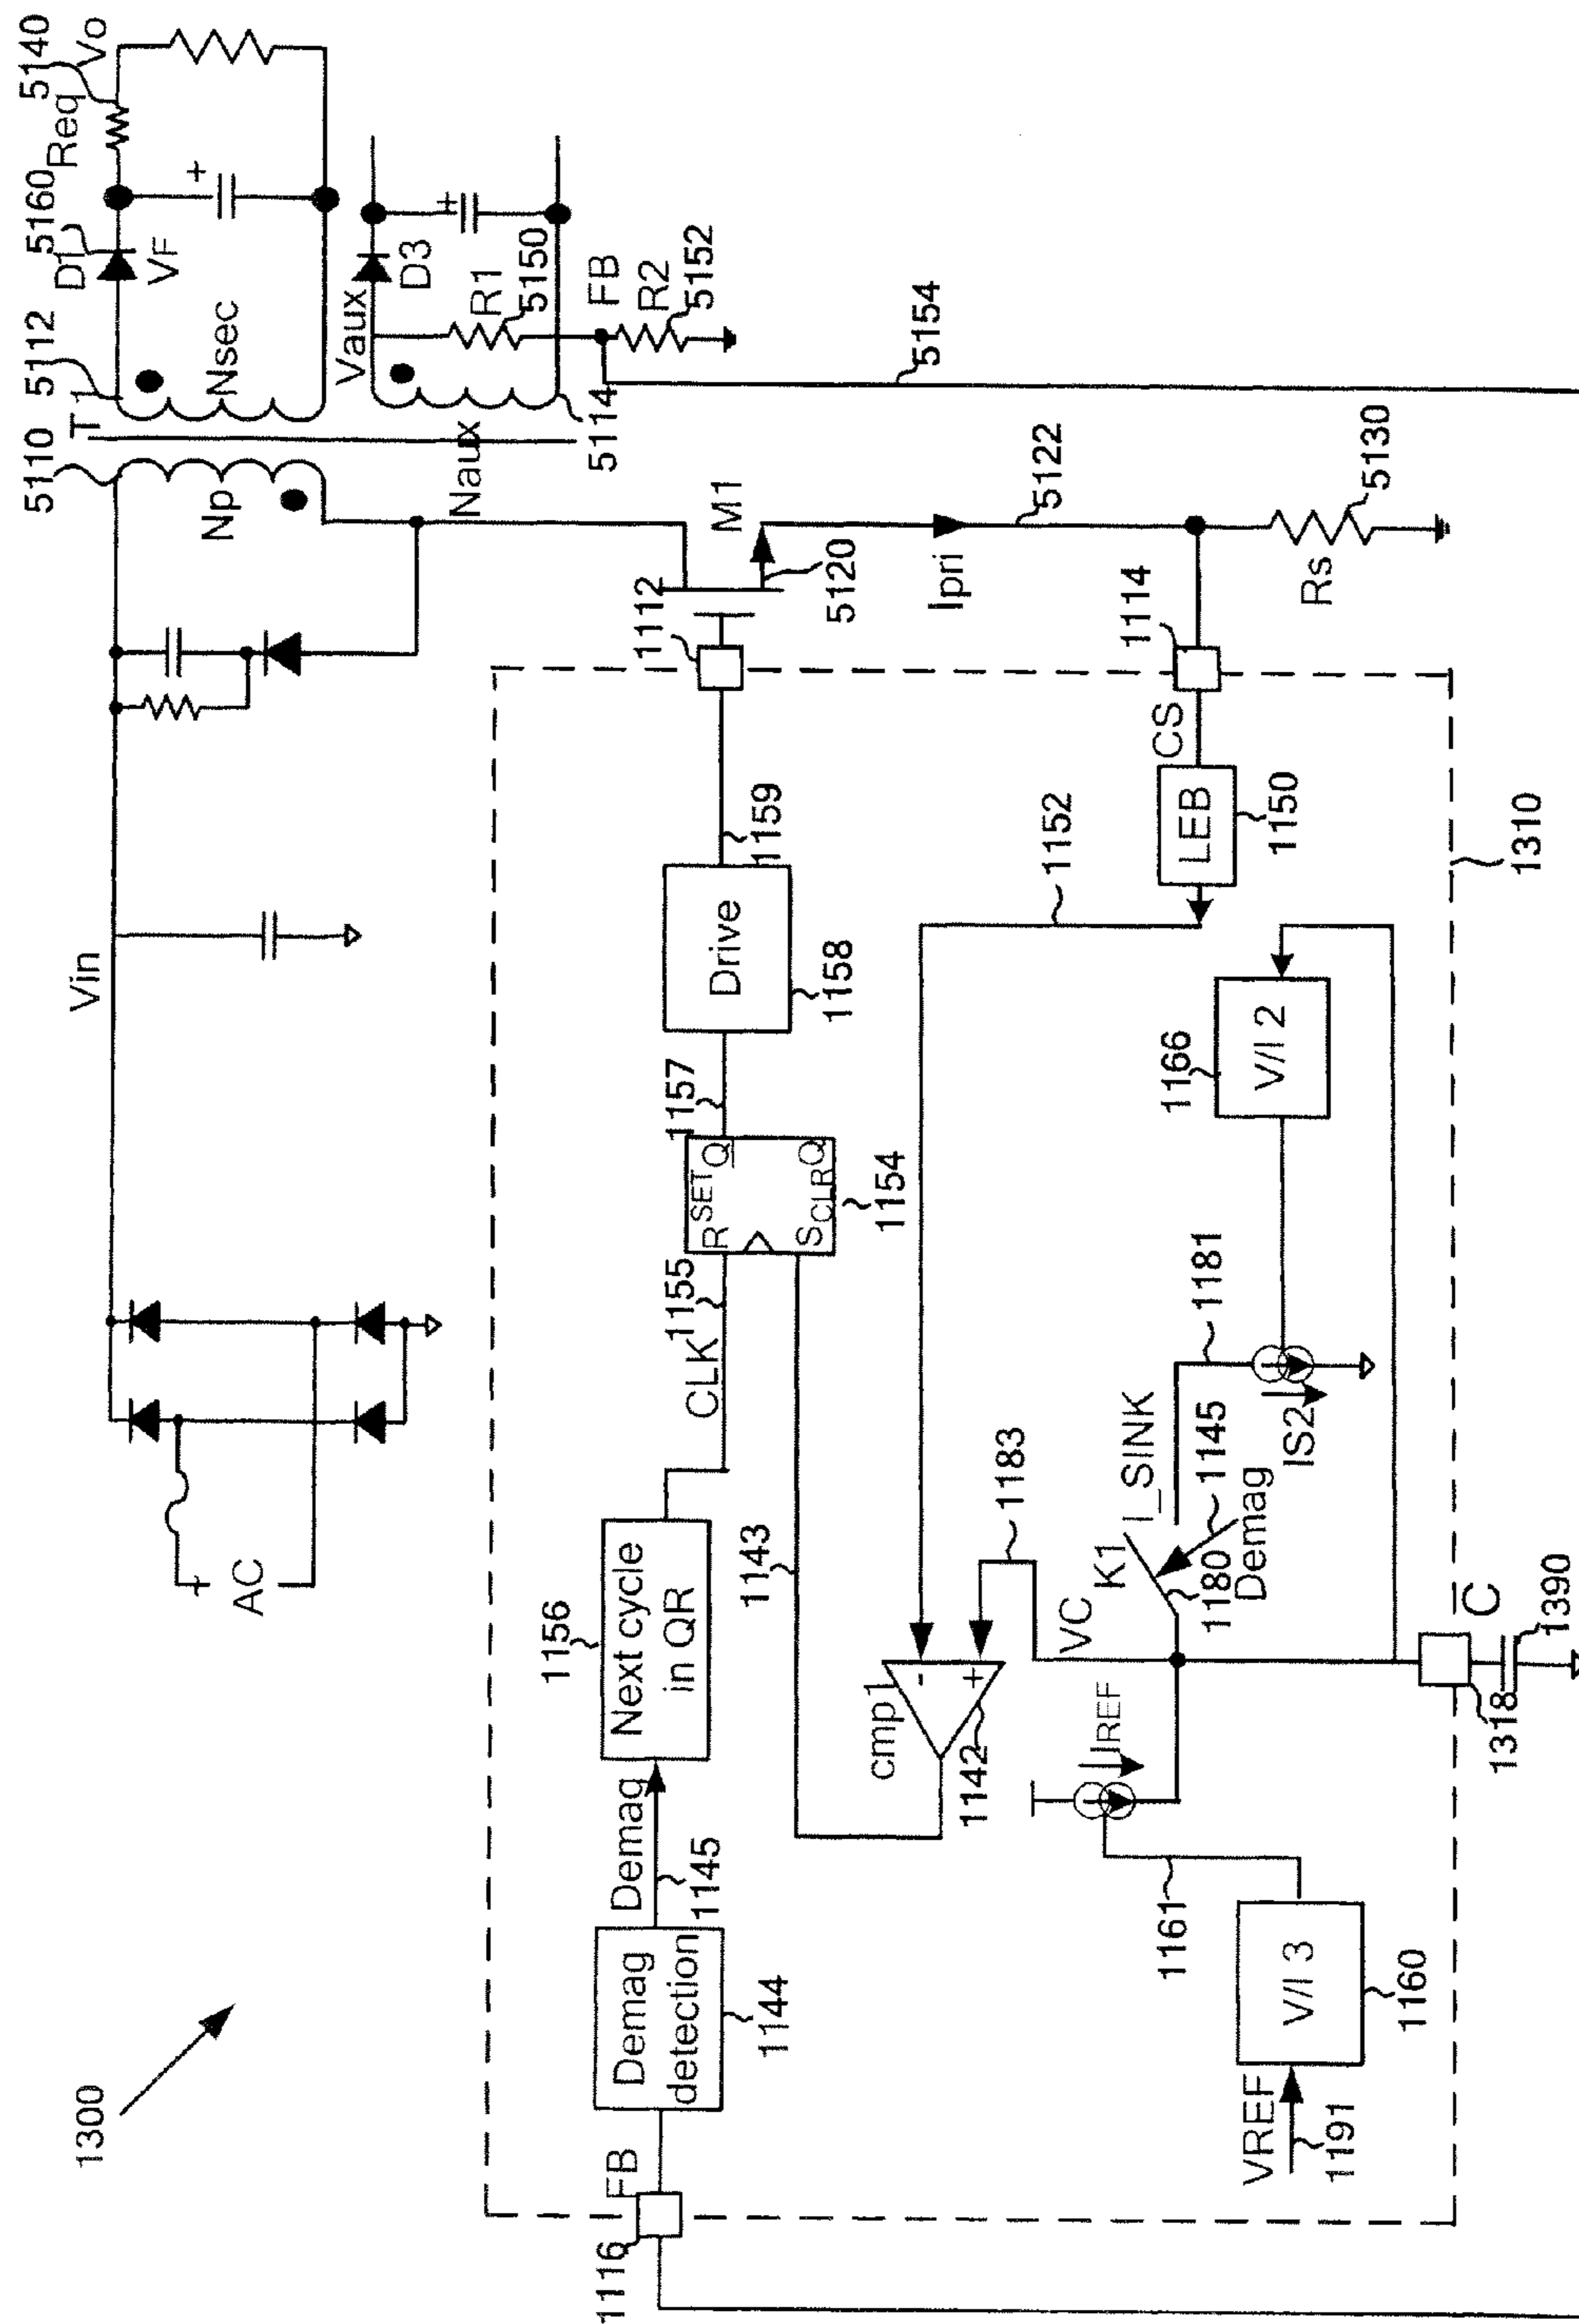 1300
AC
+
Vin
5110
T1
5112
Np
Nsec
D1
5160
VF
Req
5140
Vo
+
Naux
5114
Vaux
D3
+
R1
5150
FB
R2
5152
5154
M1
5120
Ipri
5122
Rs
5130
1116
FB
Demag
detection
1144
Demag
1145
Next cycle
in QR
1156
CLK
1155
R SET Q
S CLR Q
1154
1157
Drive
1158
1159
1112
1143
cmp1
-
+
1142
1152
LEB
1150
CS
1114
1183
VC
K1
1180
I_SINK
1145
Demag
1181
IS2
V/I 2
1166
IREF
1161
V/I 3
1160
VREF
1191
1318
C
1390
1310